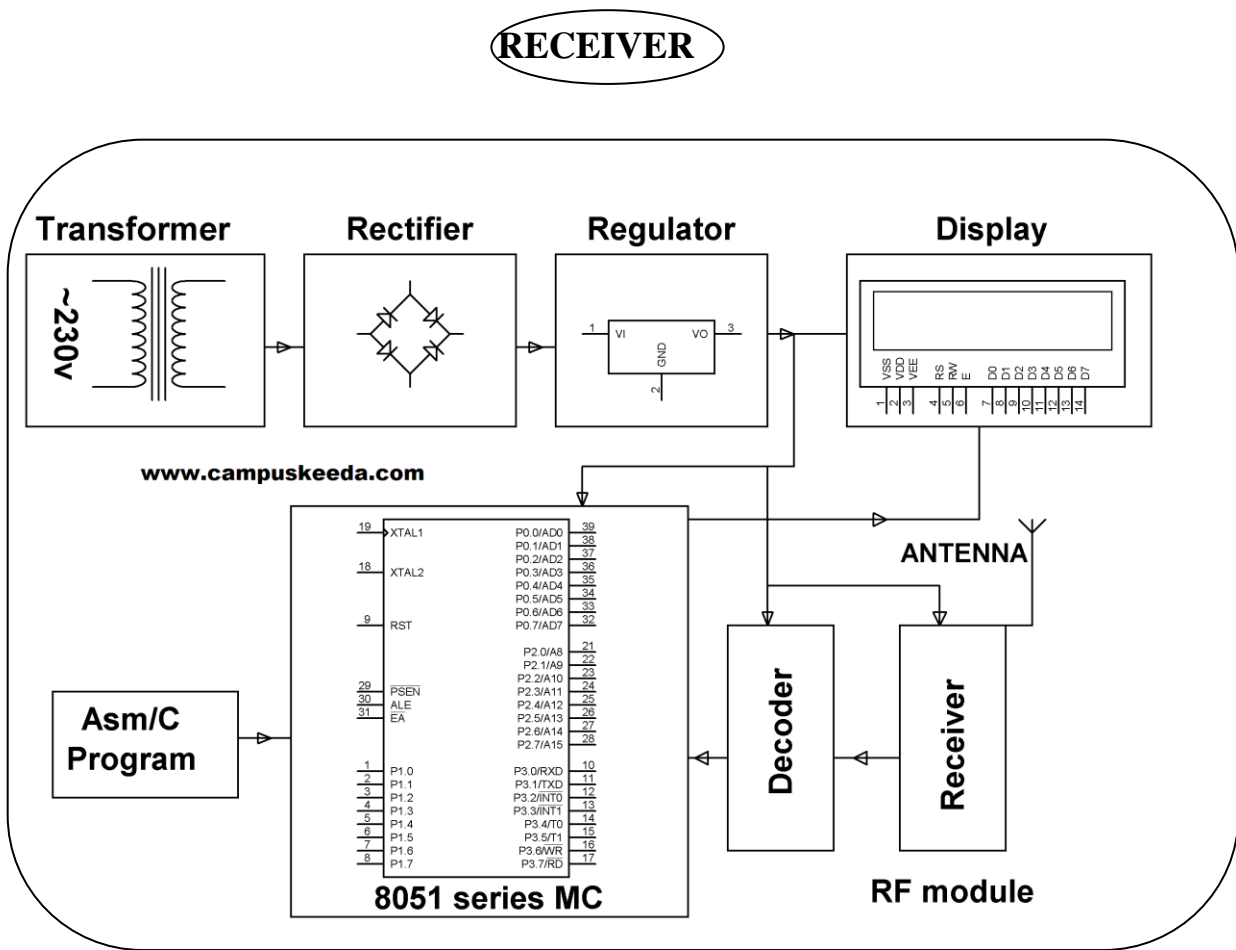 RECEIVER
Transformer
Rectifier
Regulator
Display
~230v
1
VI
VO
3
GND
2
VSS
VDD
VEE
RS
RW
E
D0
D1
D2
D3
D4
D5
D6
D7
1
2
3
4
5
6
7
8
9
10
11
12
13
14
www.campuskeeda.com
19 XTAL1
18 XTAL2
9 RST
29 PSEN
30 ALE
31 EA
1 P1.0
2 P1.1
3 P1.2
4 P1.3
5 P1.4
6 P1.5
7 P1.6
8 P1.7
P0.0/AD0 39
P0.1/AD1 38
P0.2/AD2 37
P0.3/AD3 36
P0.4/AD4 35
P0.5/AD5 34
P0.6/AD6 33
P0.7/AD7 32
P2.0/A8 21
P2.1/A9 22
P2.2/A10 23
P2.3/A11 24
P2.4/A12 25
P2.5/A13 26
P2.6/A14 27
P2.7/A15 28
P3.0/RXD 10
P3.1/TXD 11
P3.2/INT0 12
P3.3/INT1 13
P3.4/T0 14
P3.5/T1 15
P3.6/WR 16
P3.7/RD 17
8051 series MC
Asm/C
Program
ANTENNA
Decoder
Receiver
RF module